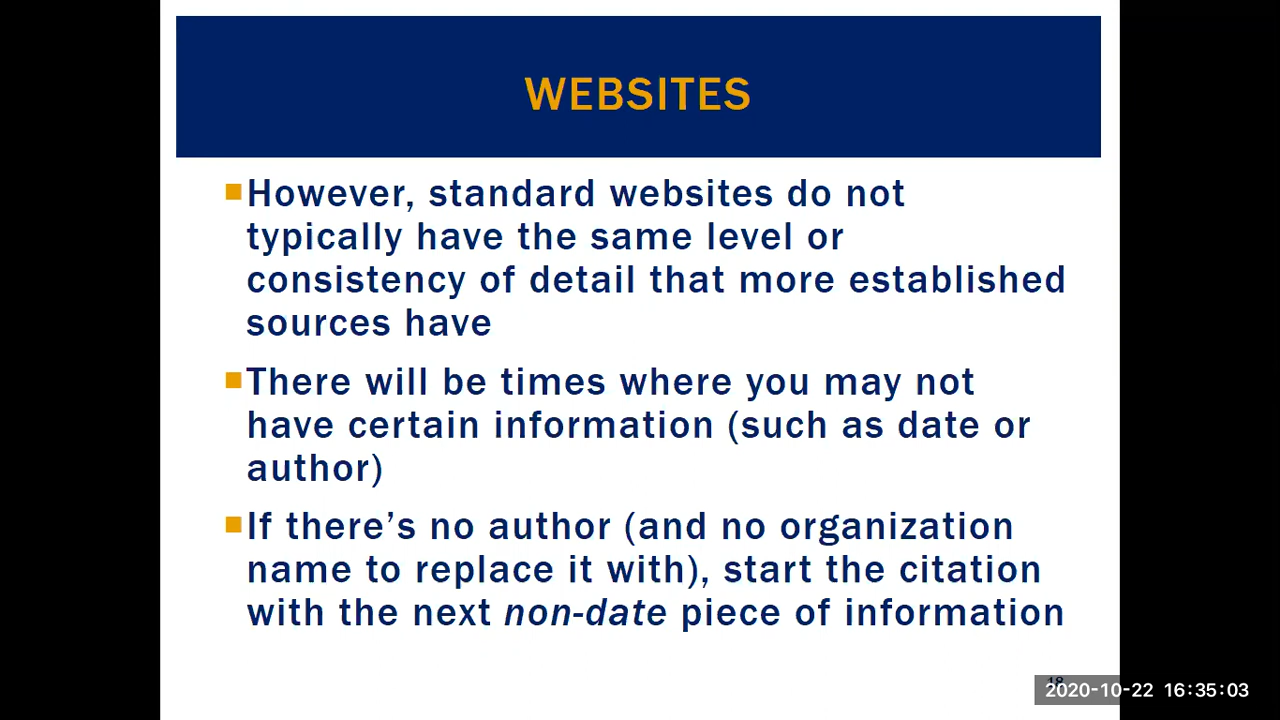 WEBSITES
However, standard websites do not
typically have the same level or
consistency of detail that more established
sources have
There will be times where you may not
have certain information (such as date or
author)
If there’s no author (and no organization
name to replace it with), start the citation
with the next non-date piece of information
18
2020-10-22 16:35:03